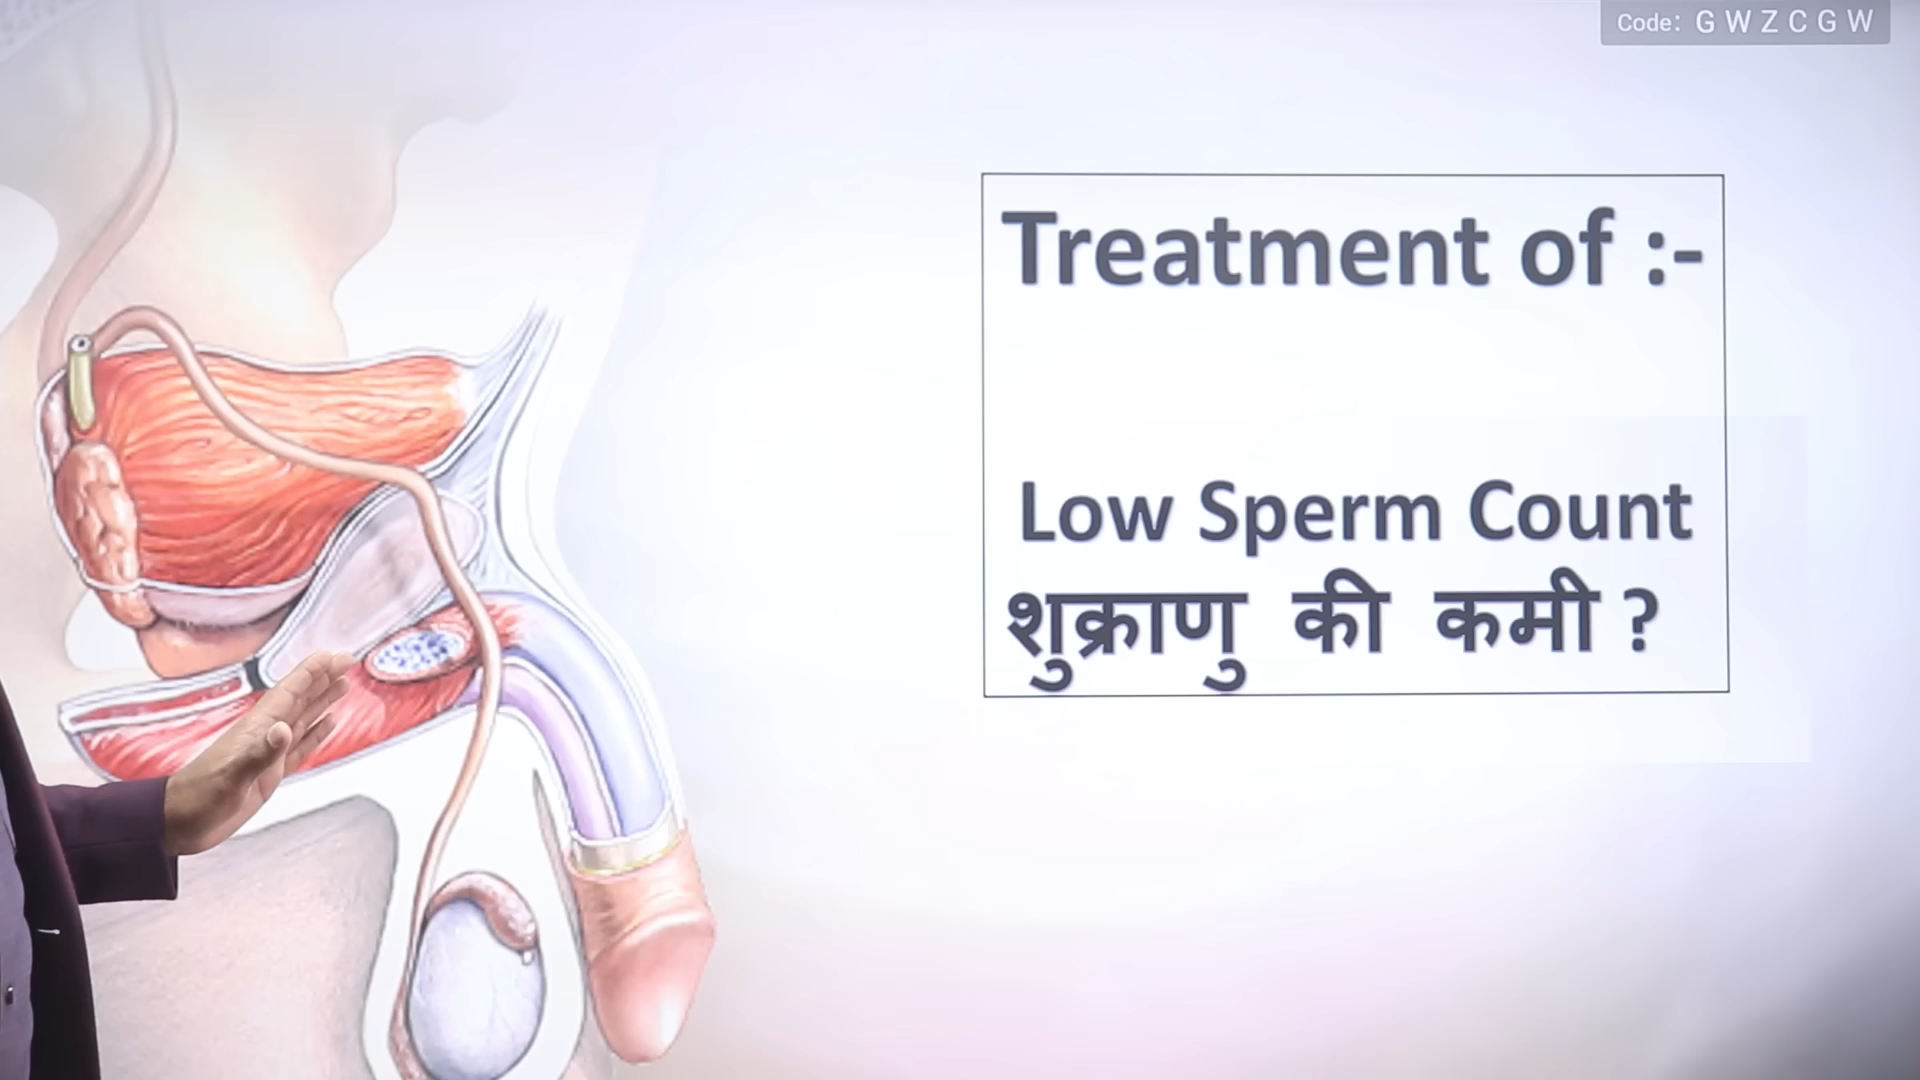 Code: G W Z C G W
Treatment of :-
Low Sperm Count
शुक्राणु की कमी ?